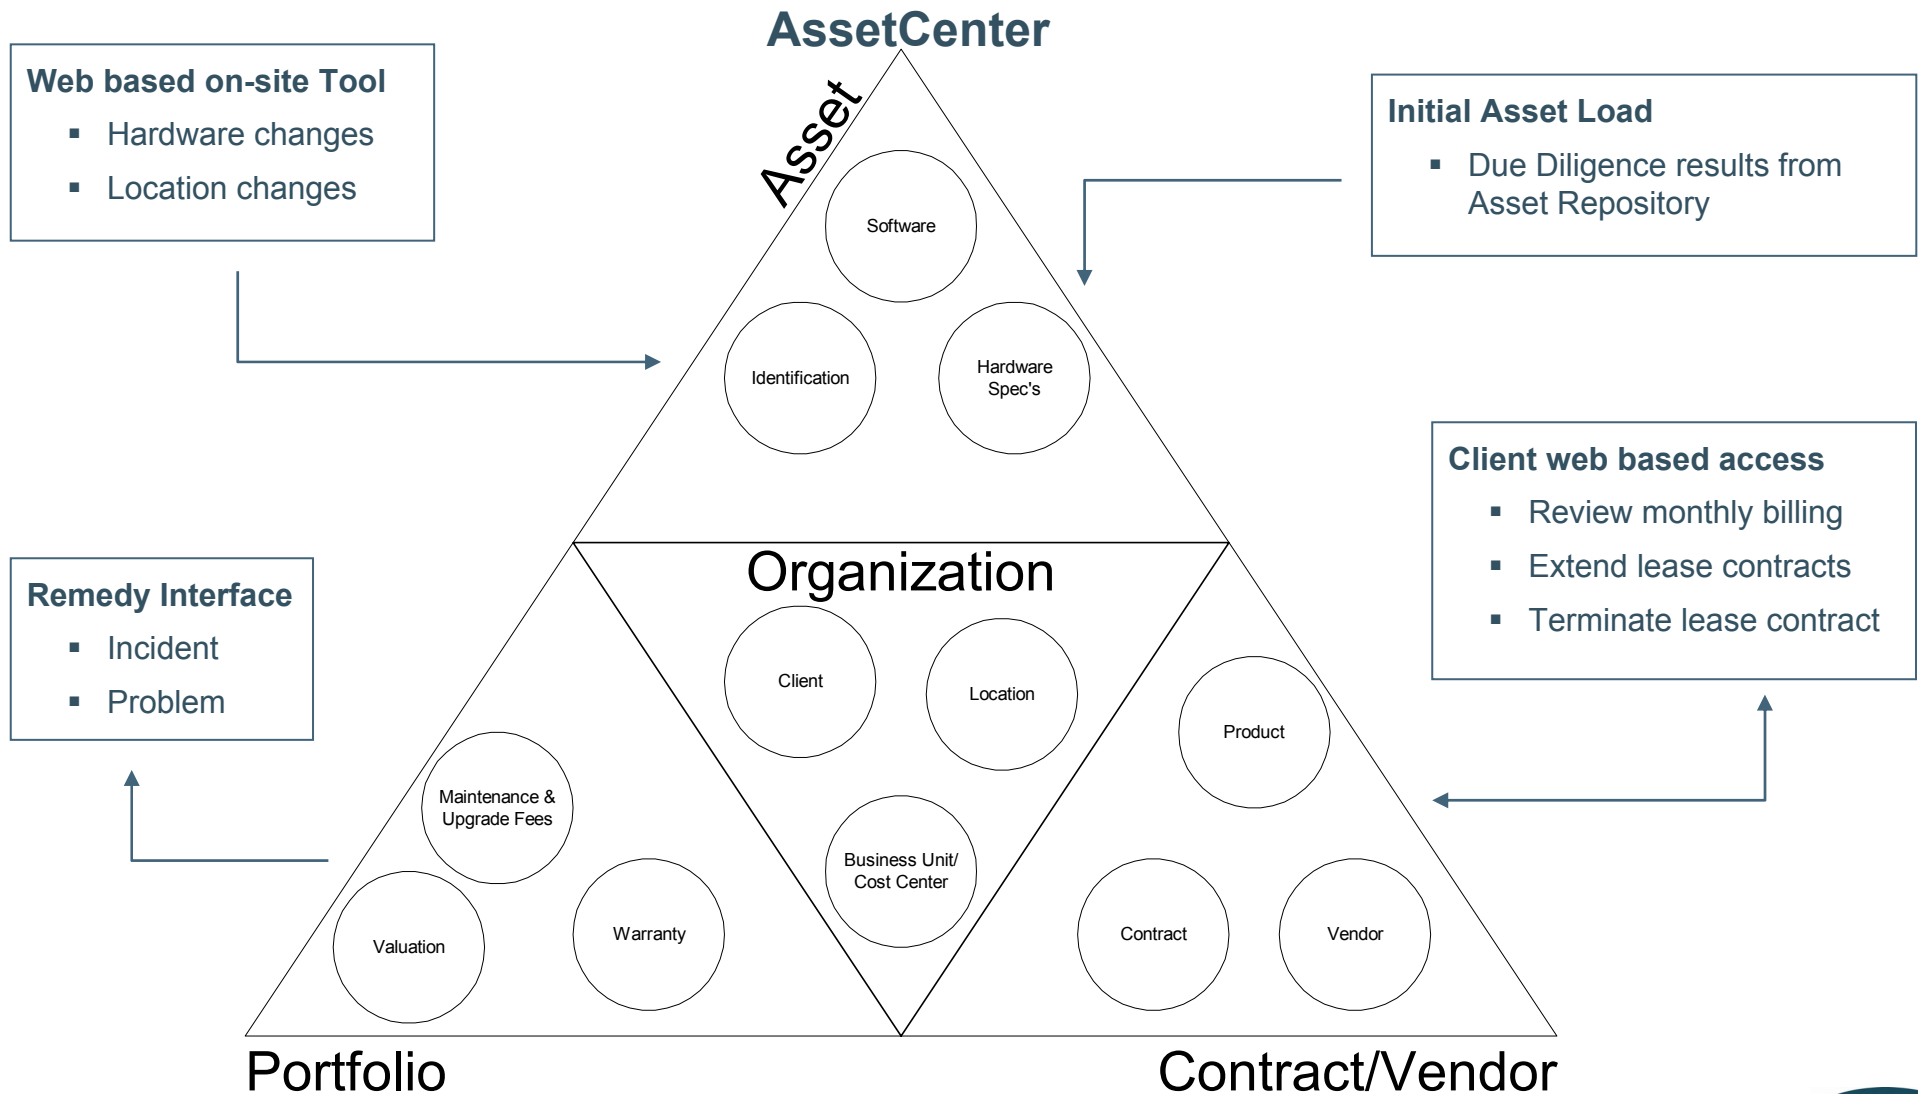 AssetCenter
Web based on-site Tool
▪ Hardware changes
▪ Location changes
Asset
Initial Asset Load
▪ Due Diligence results from
Asset Repository
Software
Identification
Hardware
Spec's
Client web based access
▪ Review monthly billing
▪ Extend lease contracts
▪ Terminate lease contract
Remedy Interface
▪ Incident
▪ Problem
Organization
Client
Location
Business Unit/
Cost Center
Maintenance &
Upgrade Fees
Valuation
Warranty
Product
Contract
Vendor
Portfolio
Contract/Vendor